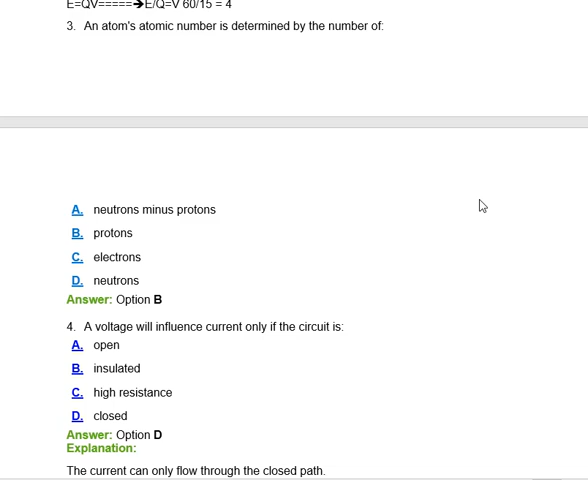 E=QV=====➔E/Q=V 60/15 = 4
3. An atom's atomic number is determined by the number of:
A. neutrons minus protons
B. protons
C. electrons
D. neutrons
Answer: Option B
4. A voltage will influence current only if the circuit is:
A. open
B. insulated
C. high resistance
D. closed
Answer: Option D
Explanation:
The current can only flow through the closed path.